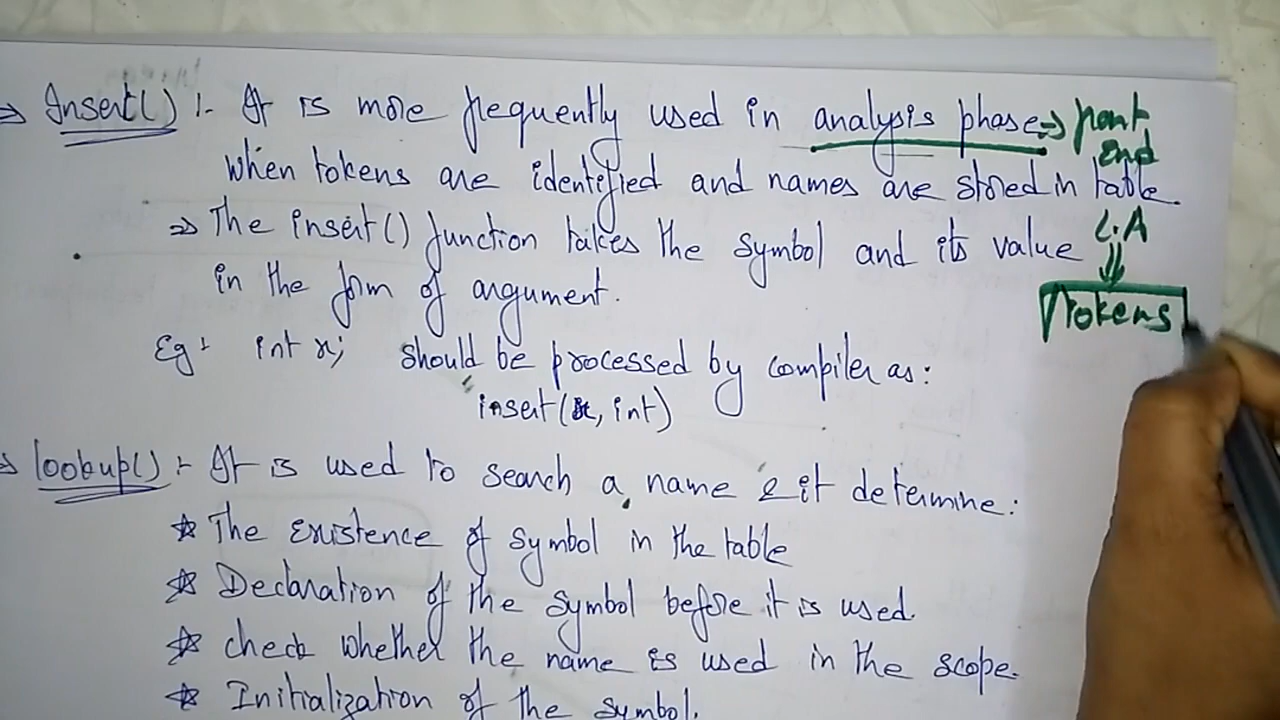 ⇒ Insert() :- It is more frequently used in analysis phase ⇒ front end
when tokens are identified and names are stored in table.
⇒ The insert() function takes the symbol and its value
L.A
⇓
in the form of argument.
Tokens
Eg: int x; should be processed by compiler as:
insert(x, int)
⇒ lookup() :- It is used to search a name & it determine:
☆ The Existence of symbol in the table
☆ Declaration of the symbol before it is used.
☆ check whether the name is used in the scope.
☆ Initialization of the symbol.